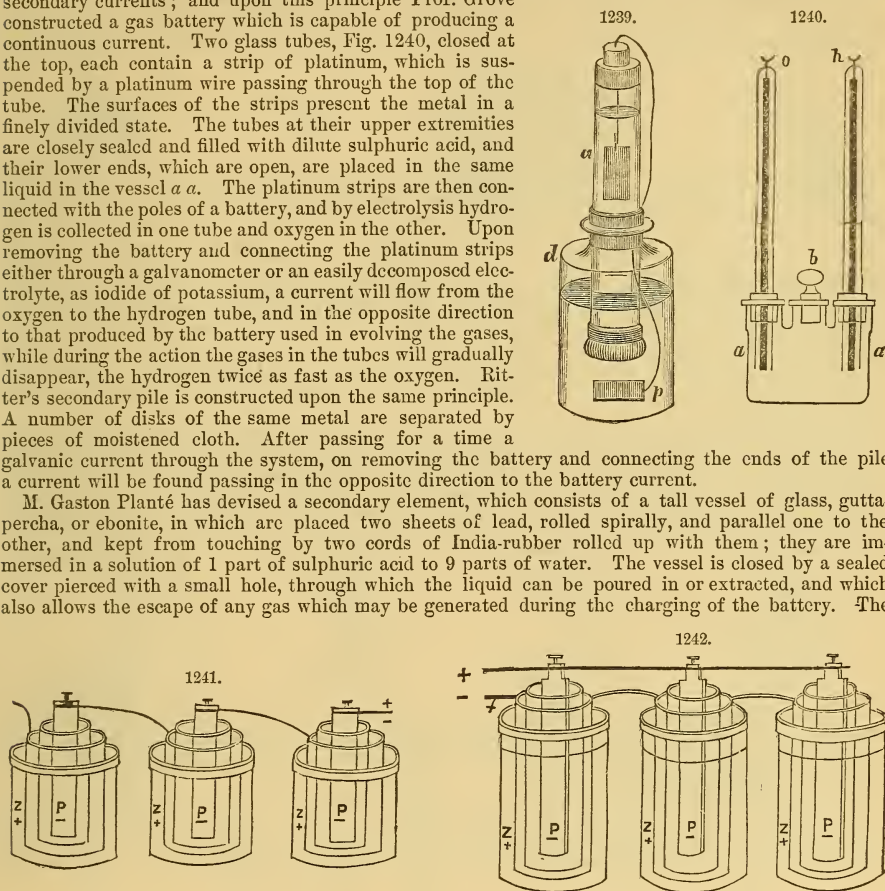 secondary currents; and upon this principle Prof. Grove
constructed a gas battery which is capable of producing a
continuous current. Two glass tubes, Fig. 1240, closed at
the top, each contain a strip of platinum, which is sus-
pended by a platinum wire passing through the top of the
tube. The surfaces of the strips present the metal in a
finely divided state. The tubes at their upper extremities
are closely sealed and filled with dilute sulphuric acid, and
their lower ends, which are open, are placed in the same
liquid in the vessel a a. The platinum strips are then con-
nected with the poles of a battery, and by electrolysis hydro-
gen is collected in one tube and oxygen in the other. Upon
removing the battery and connecting the platinum strips
either through a galvanometer or an easily decomposed elec-
trolyte, as iodide of potassium, a current will flow from the
oxygen to the hydrogen tube, and in the opposite direction
to that produced by the battery used in evolving the gases,
while during the action the gases in the tubes will gradually
disappear, the hydrogen twice as fast as the oxygen. Rit-
ter's secondary pile is constructed upon the same principle.
A number of disks of the same metal are separated by
pieces of moistened cloth. After passing for a time a
galvanic current through the system, on removing the battery and connecting the ends of the pile
a current will be found passing in the opposite direction to the battery current.
1239.
a
d
p
1240.
o
h
b
a
a
M. Gaston Planté has devised a secondary element, which consists of a tall vessel of glass, gutta
percha, or ebonite, in which are placed two sheets of lead, rolled spirally, and parallel one to the
other, and kept from touching by two cords of India-rubber rolled up with them; they are im-
mersed in a solution of 1 part of sulphuric acid to 9 parts of water. The vessel is closed by a sealed
cover pierced with a small hole, through which the liquid can be poured in or extracted, and which
also allows the escape of any gas which may be generated during the charging of the battery. The
1241.
+
−
Z
+
P
−
Z
+
P
−
Z
+
P
−
1242.
+
−
+
Z
+
P
−
Z
+
P
−
Z
+
P
−